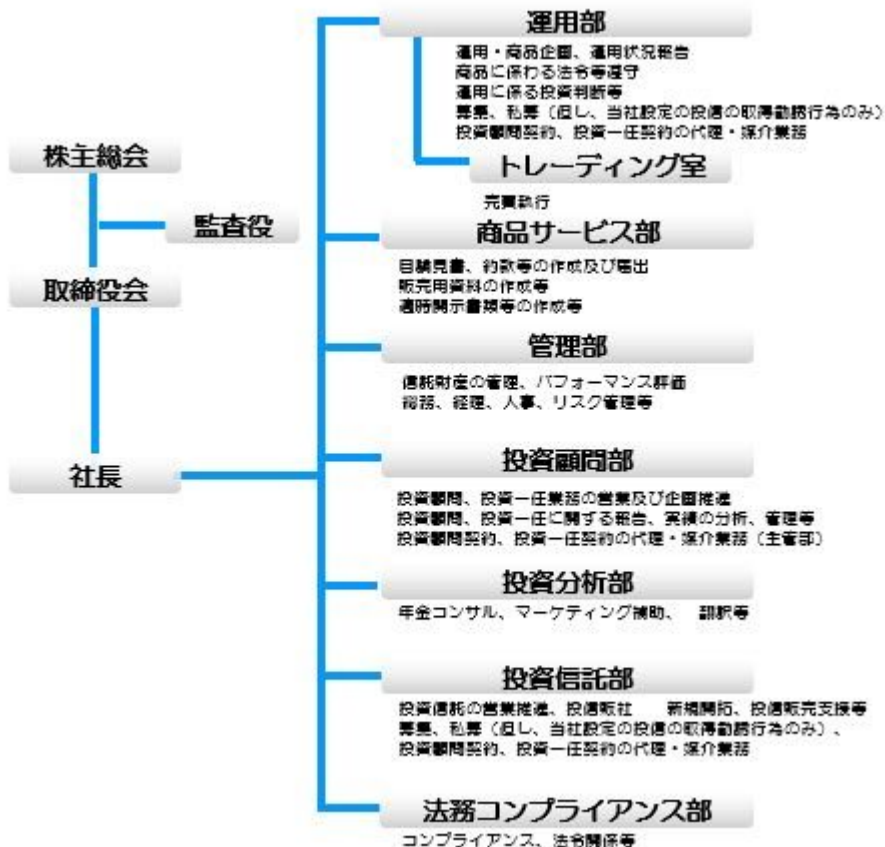 株主総会
監査役
取締役会
社長
運用部
運用・商品企画、運用状況報告
商品に係わる法令等遵守
運用に係る投資判断等
募集、私募（但し、当社設定の投信の取得勧誘行為のみ）
投資顧問契約、投資一任契約の代理・媒介業務
トレーディング室
売買執行
商品サービス部
目論見書、約款等の作成及び届出
販売用資料の作成等
適時開示書類等の作成等
管理部
信託財産の管理、パフォーマンス評価
総務、経理、人事、リスク管理等
投資顧問部
投資顧問、投資一任業務の営業及び企画推進
投資顧問、投資一任に関する報告、実績の分析、管理等
投資顧問契約、投資一任契約の代理・媒介業務（主管部）
投資分析部
年金コンサル、マーケティング補助、　翻訳等
投資信託部
投資信託の営業推進、投信販社　　新規開拓、投信販売支援等
募集、私募（但し、当社設定の投信の取得勧誘行為のみ）、
投資顧問契約、投資一任契約の代理・媒介業務
法務コンプライアンス部
コンプライアンス、法令関係等